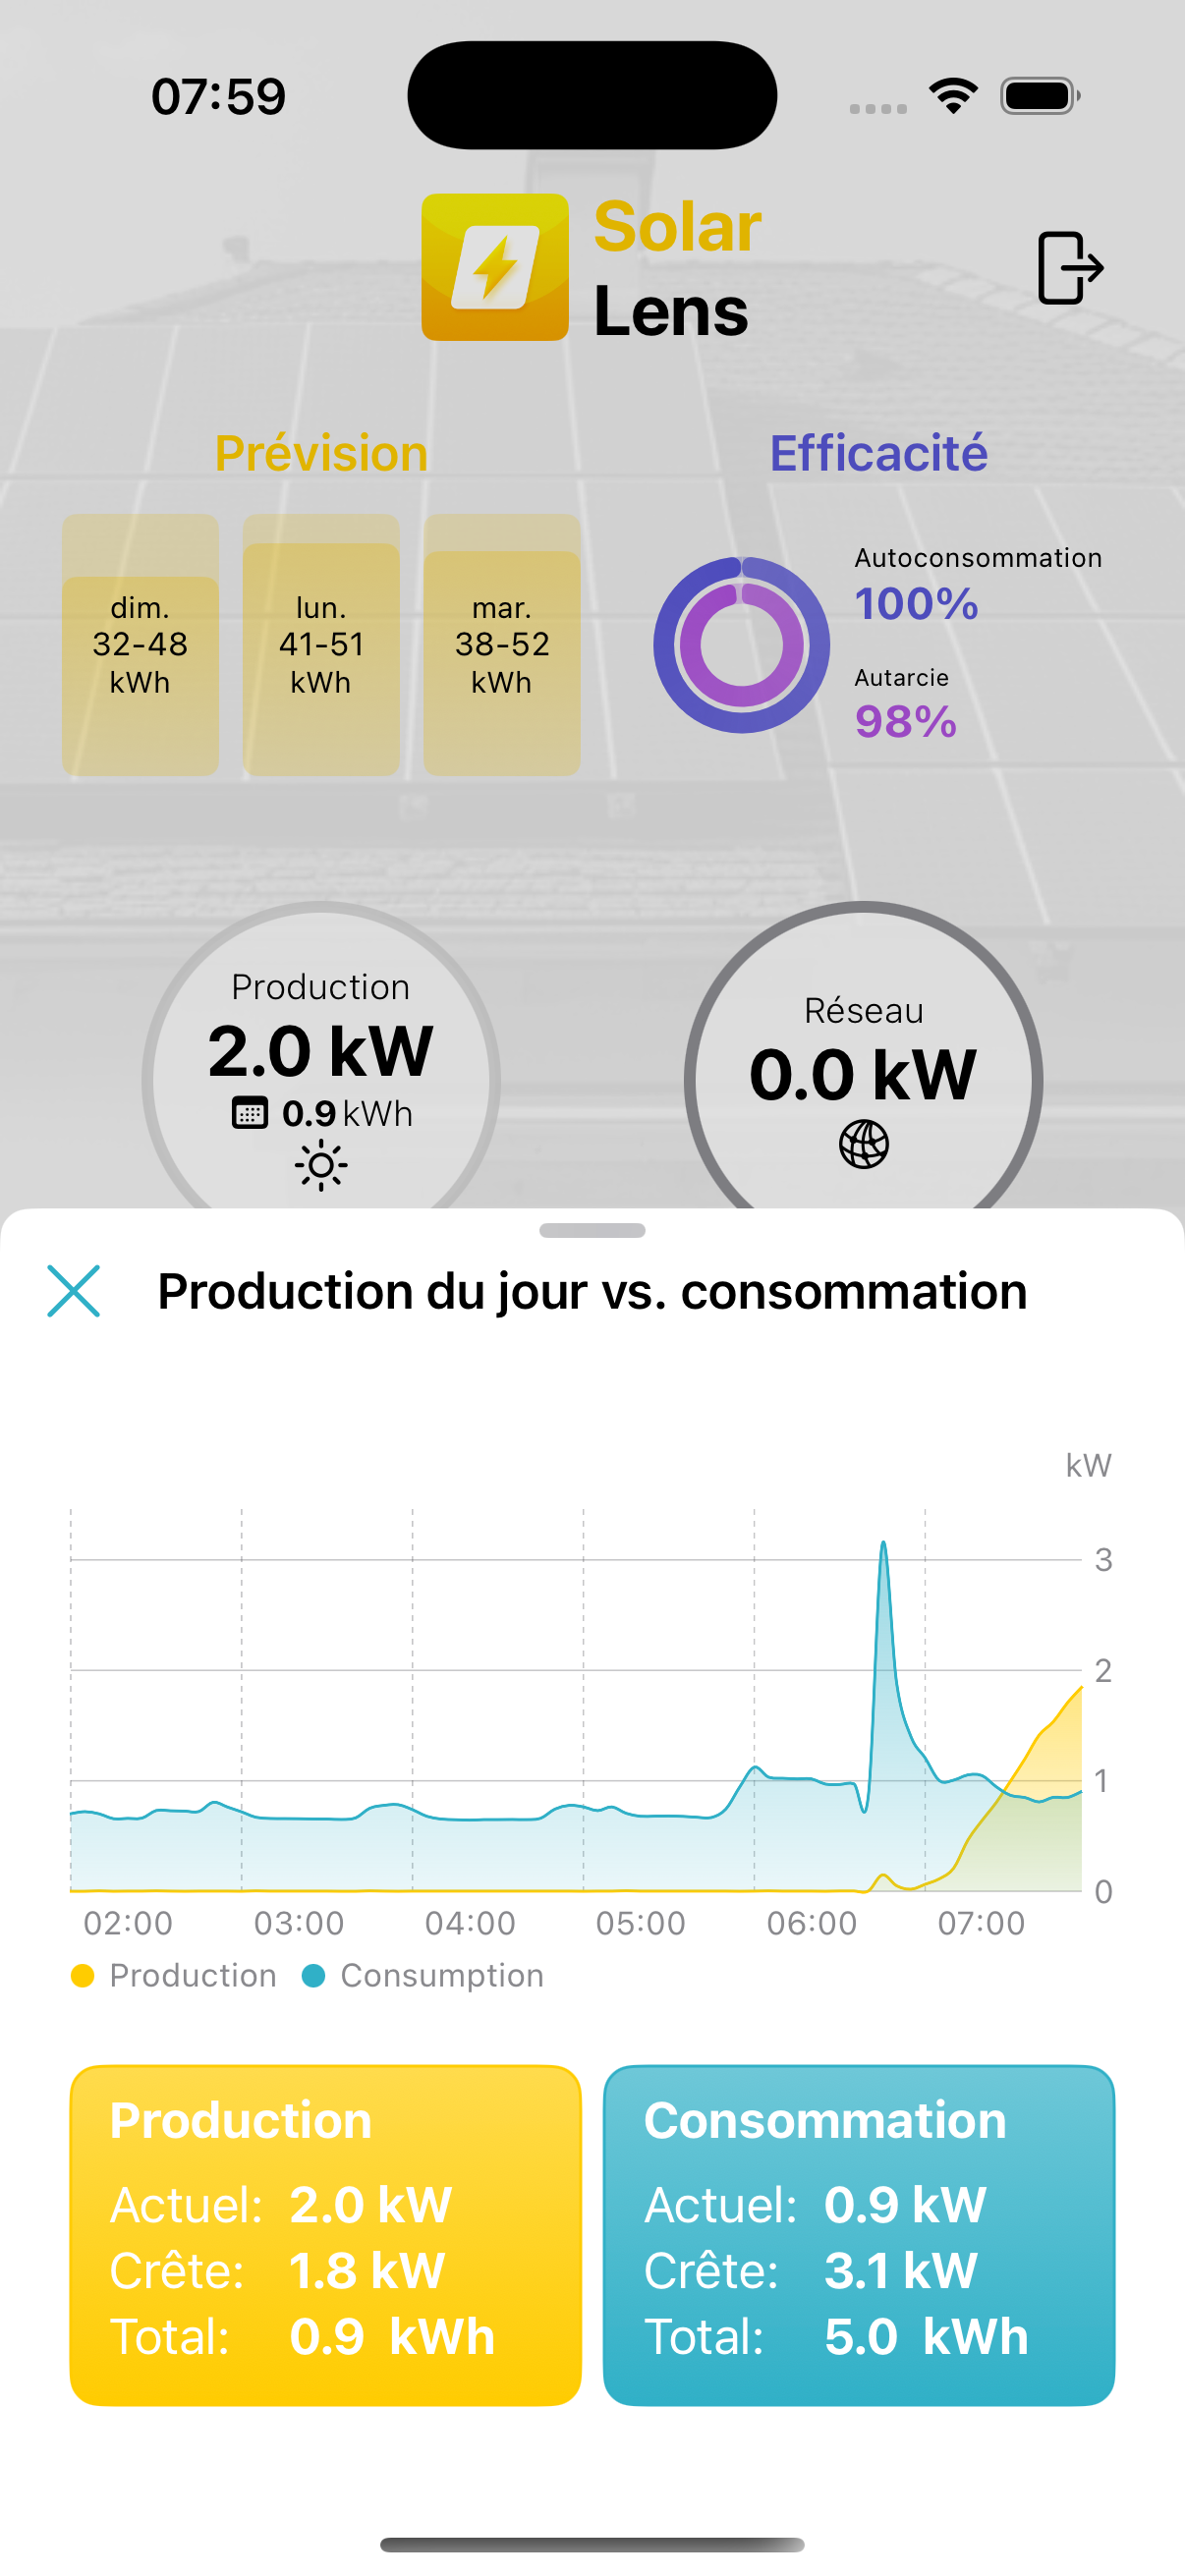 07:59
Solar
Lens
Prévision
Efficacité
dim.
32-48
kWh
lun.
41-51
kWh
mar.
38-52
kWh
Autoconsommation
100%
Autarcie
98%
Production
2.0 kW
0.9 kWh
Réseau
0.0 kW
Production du jour vs. consommation
kW
3
2
1
0
02:00 03:00 04:00 05:00 06:00 07:00
Production Consumption
Production
Actuel: 2.0 kW
Crête: 1.8 kW
Total: 0.9 kWh
Consommation
Actuel: 0.9 kW
Crête: 3.1 kW
Total: 5.0 kWh